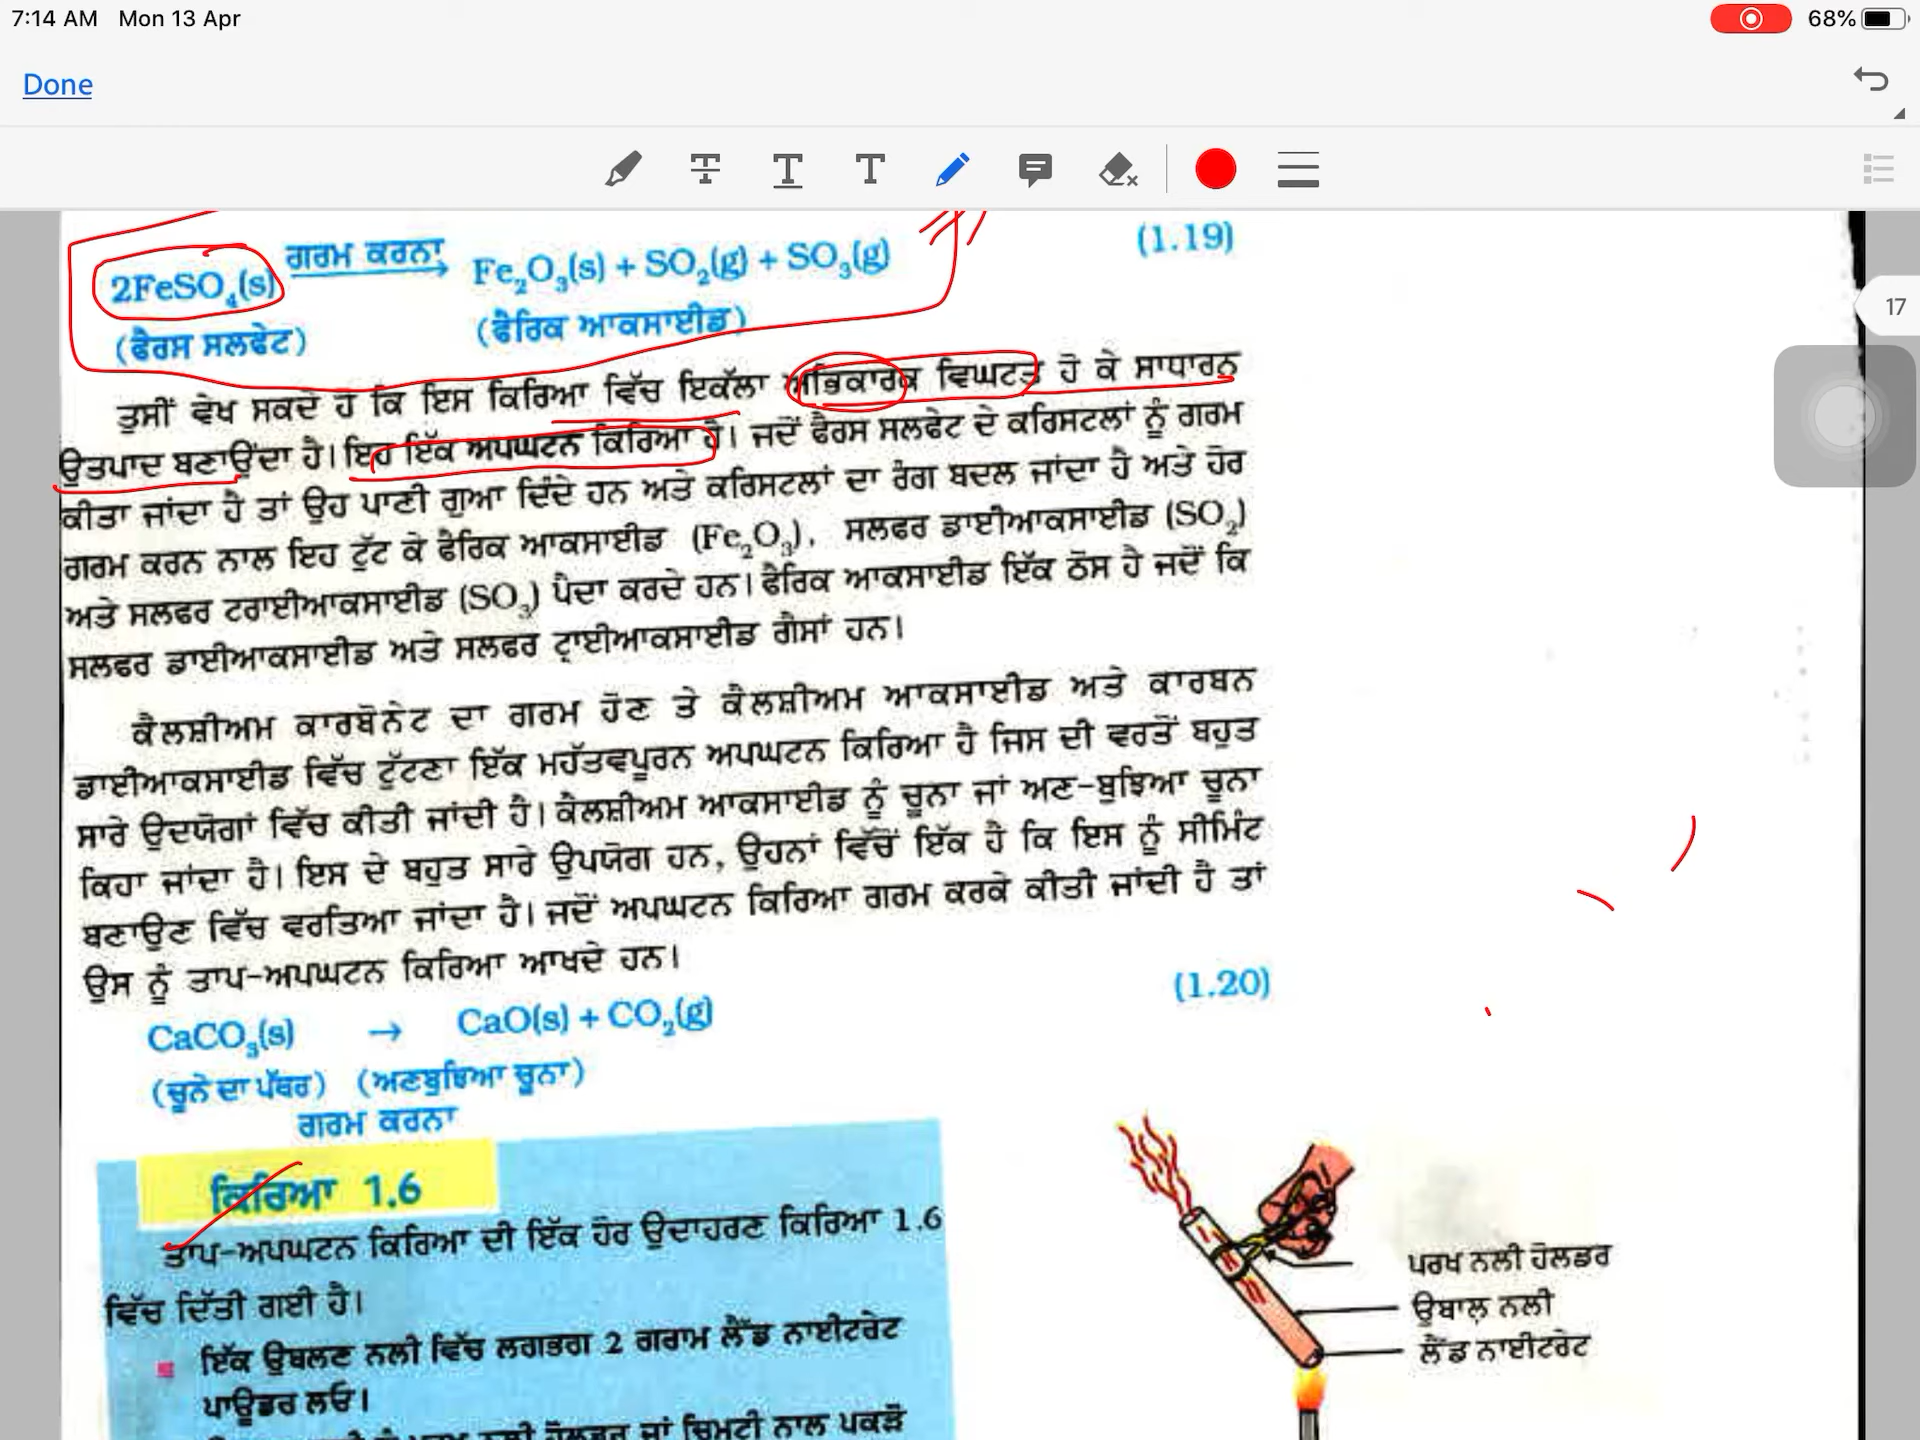 7:14 AM Mon 13 Apr
68%
Done
17
2FeSO₄(s) ਗਰਮ ਕਰਨਾ Fe₂O₃(s) + SO₂(g) + SO₃(g) (1.19)
(ਫੈਰਸ ਸਲਫੇਟ) (ਫੈਰਿਕ ਆਕਸਾਈਡ)
ਤੁਸੀਂ ਵੇਖ ਸਕਦੇ ਹੋ ਕਿ ਇਸ ਕਿਰਿਆ ਵਿੱਚ ਇਕੱਲਾ ਅਭਿਕਾਰਕ ਵਿਘਟਤ ਹੋ ਕੇ ਸਾਧਾਰਨ
ਉਤਪਾਦ ਬਣਾਉਂਦਾ ਹੈ। ਇਹ ਇੱਕ ਅਪਘਟਨ ਕਿਰਿਆ ਹੈ। ਜਦੋਂ ਫੈਰਸ ਸਲਫੇਟ ਦੇ ਕਰਿਸਟਲਾਂ ਨੂੰ ਗਰਮ
ਕੀਤਾ ਜਾਂਦਾ ਹੈ ਤਾਂ ਉਹ ਪਾਣੀ ਗੁਆ ਦਿੰਦੇ ਹਨ ਅਤੇ ਕਰਿਸਟਲਾਂ ਦਾ ਰੰਗ ਬਦਲ ਜਾਂਦਾ ਹੈ ਅਤੇ ਹੋਰ
ਗਰਮ ਕਰਨ ਨਾਲ ਇਹ ਟੁੱਟ ਕੇ ਫੈਰਿਕ ਆਕਸਾਈਡ (Fe₂O₃), ਸਲਫਰ ਡਾਈਆਕਸਾਈਡ (SO₂)
ਅਤੇ ਸਲਫਰ ਟਰਾਈਆਕਸਾਈਡ (SO₃) ਪੈਦਾ ਕਰਦੇ ਹਨ। ਫੈਰਿਕ ਆਕਸਾਈਡ ਇੱਕ ਠੋਸ ਹੈ ਜਦੋਂ ਕਿ
ਸਲਫਰ ਡਾਈਆਕਸਾਈਡ ਅਤੇ ਸਲਫਰ ਟ੍ਰਾਈਆਕਸਾਈਡ ਗੈਸਾਂ ਹਨ।
ਕੈਲਸ਼ੀਅਮ ਕਾਰਬੋਨੇਟ ਦਾ ਗਰਮ ਹੋਣ ਤੇ ਕੈਲਸ਼ੀਅਮ ਆਕਸਾਈਡ ਅਤੇ ਕਾਰਬਨ
ਡਾਈਆਕਸਾਈਡ ਵਿੱਚ ਟੁੱਟਣਾ ਇੱਕ ਮਹੱਤਵਪੂਰਨ ਅਪਘਟਨ ਕਿਰਿਆ ਹੈ ਜਿਸ ਦੀ ਵਰਤੋਂ ਬਹੁਤ
ਸਾਰੇ ਉਦਯੋਗਾਂ ਵਿੱਚ ਕੀਤੀ ਜਾਂਦੀ ਹੈ। ਕੈਲਸ਼ੀਅਮ ਆਕਸਾਈਡ ਨੂੰ ਚੂਨਾ ਜਾਂ ਅਣ-ਬੁਝਿਆ ਚੂਨਾ
ਕਿਹਾ ਜਾਂਦਾ ਹੈ। ਇਸ ਦੇ ਬਹੁਤ ਸਾਰੇ ਉਪਯੋਗ ਹਨ, ਉਹਨਾਂ ਵਿੱਚੋਂ ਇੱਕ ਹੈ ਕਿ ਇਸ ਨੂੰ ਸੀਮਿੰਟ
ਬਣਾਉਣ ਵਿੱਚ ਵਰਤਿਆ ਜਾਂਦਾ ਹੈ। ਜਦੋਂ ਅਪਘਟਨ ਕਿਰਿਆ ਗਰਮ ਕਰਕੇ ਕੀਤੀ ਜਾਂਦੀ ਹੈ ਤਾਂ
ਉਸ ਨੂੰ ਤਾਪ-ਅਪਘਟਨ ਕਿਰਿਆ ਆਖਦੇ ਹਨ।
CaCO₃(s) → CaO(s) + CO₂(g) (1.20)
(ਚੂਨੇ ਦਾ ਪੱਥਰ) (ਅਣਬੁਝਿਆ ਚੂਨਾ)
ਗਰਮ ਕਰਨਾ
ਕਿਰਿਆ 1.6
ਤਾਪ-ਅਪਘਟਨ ਕਿਰਿਆ ਦੀ ਇੱਕ ਹੋਰ ਉਦਾਹਰਣ ਕਿਰਿਆ 1.6
ਵਿੱਚ ਦਿੱਤੀ ਗਈ ਹੈ।
ਇੱਕ ਉਬਲਣ ਨਲੀ ਵਿੱਚ ਲਗਭਗ 2 ਗਰਾਮ ਲੈੱਡ ਨਾਈਟਰੇਟ
ਪਾਊਡਰ ਲਓ।
ਹੋਲਡਰ ਜਾਂ ਚਿਮਟੀ ਨਾਲ ਪਕੜੋ
ਪਰਖ ਨਲੀ ਹੋਲਡਰ
ਉਬਾਲ ਨਲੀ
ਲੈੱਡ ਨਾਈਟਰੇਟ